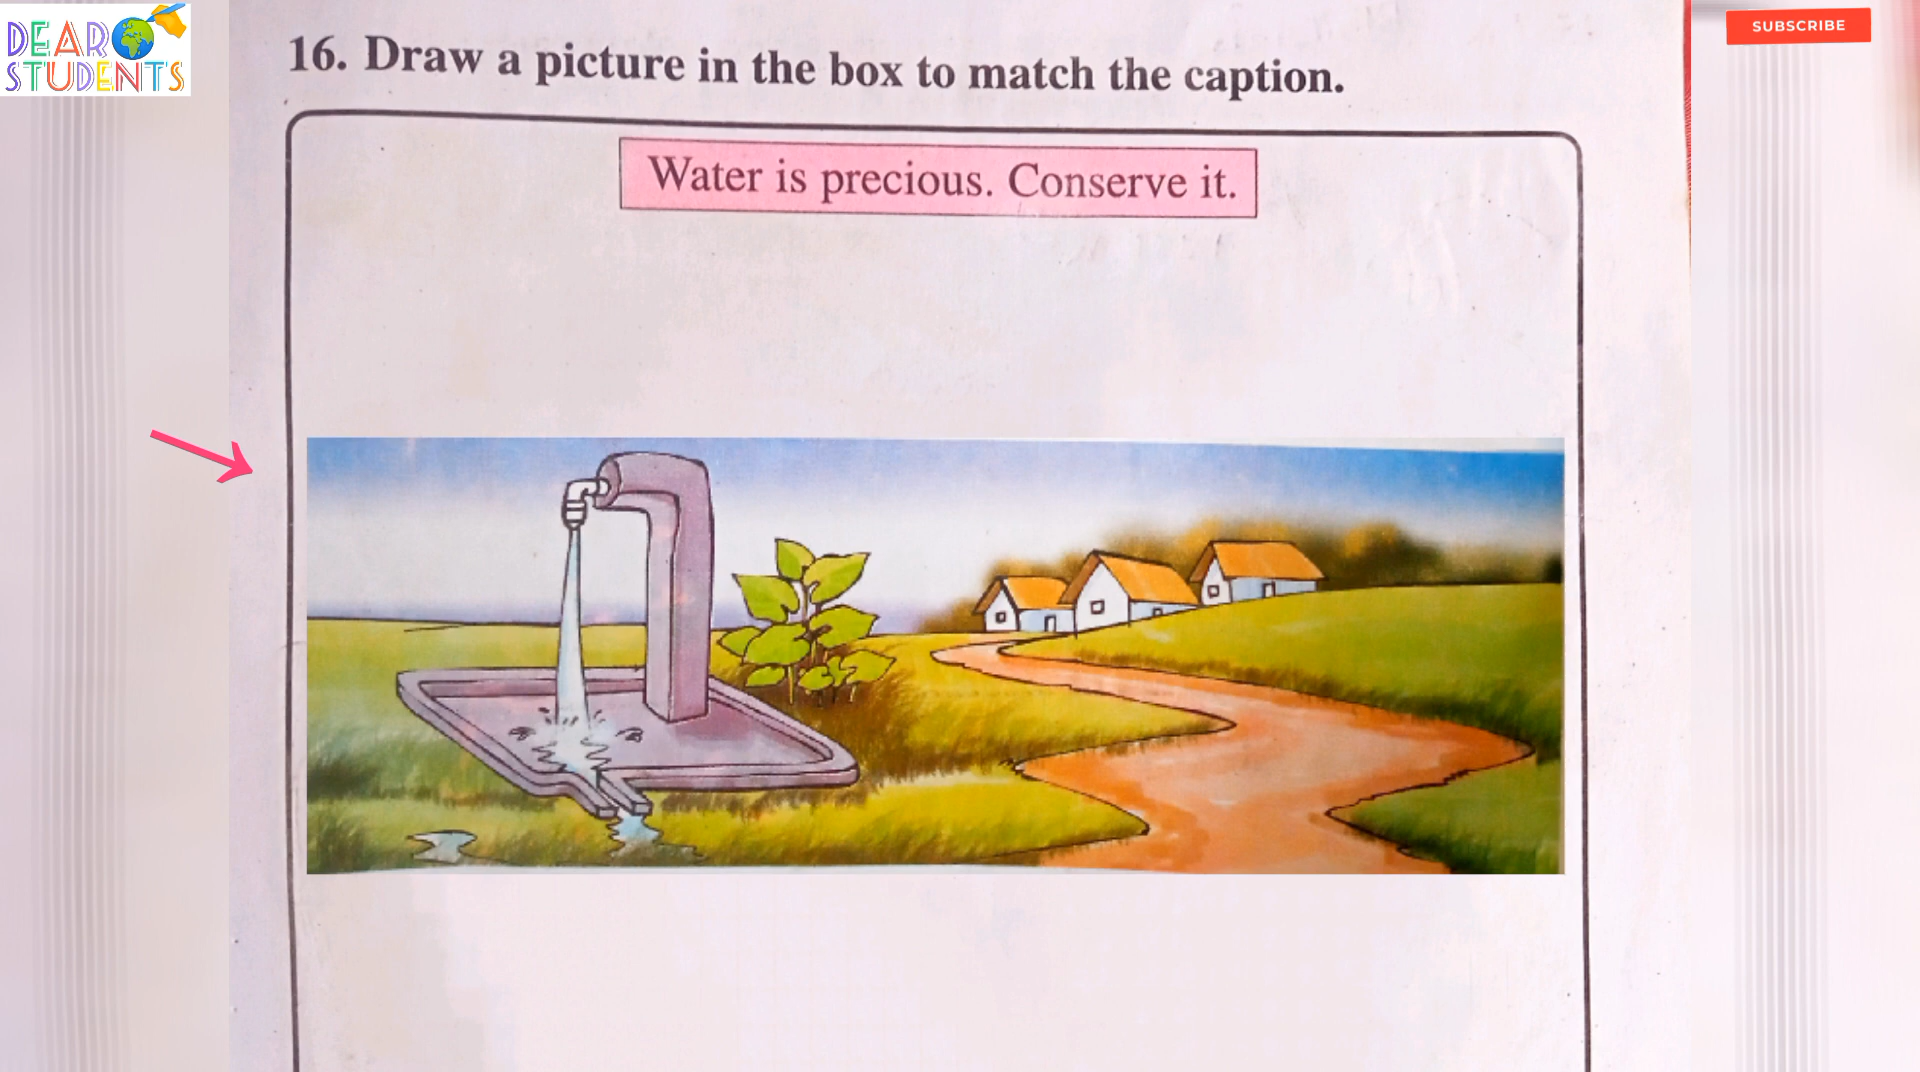 DEAR
STUDENTS
SUBSCRIBE
16. Draw a picture in the box to match the caption.
Water is precious. Conserve it.